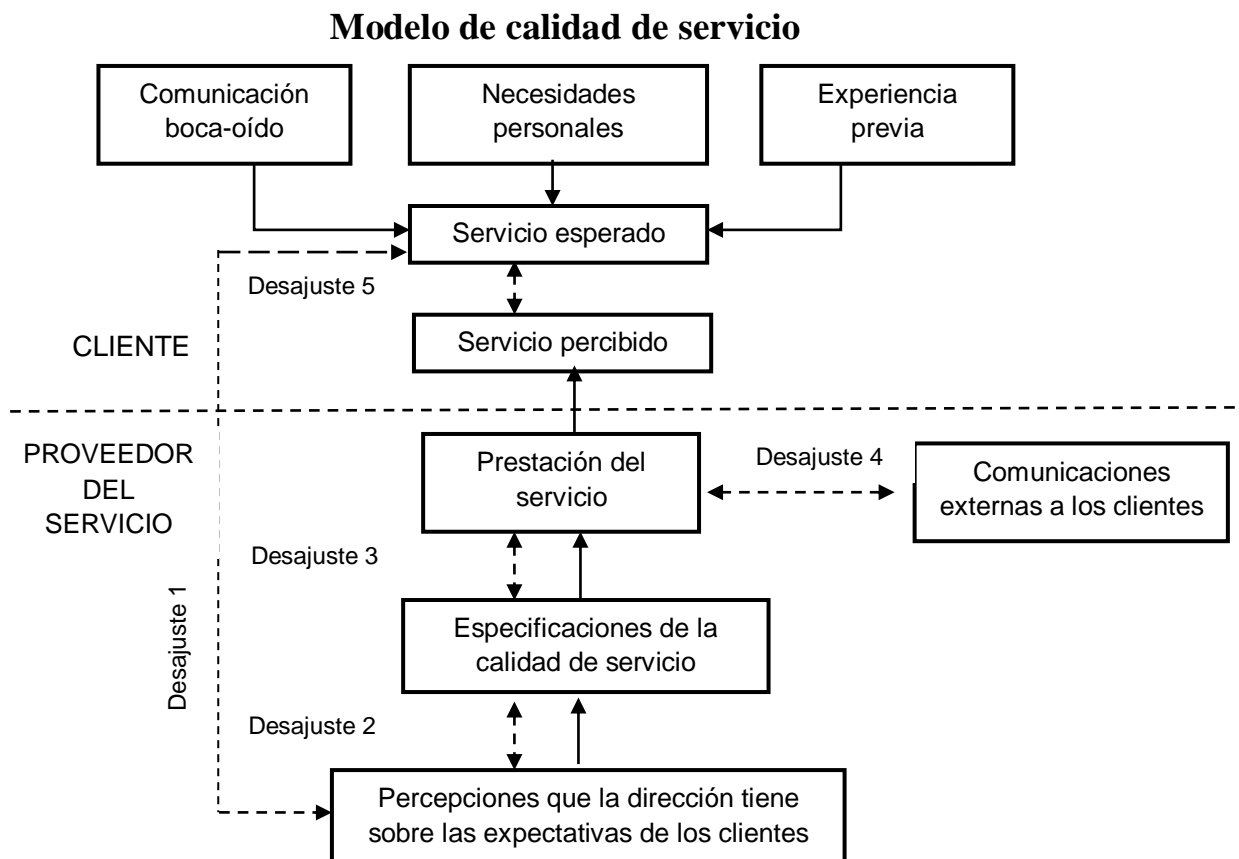 Modelo de calidad de servicio
Comunicación
boca-oído
Necesidades
personales
Experiencia
previa
Servicio esperado
Desajuste 5
Servicio percibido
CLIENTE
PROVEEDOR
DEL
SERVICIO
Prestación del
servicio
Desajuste 4
Comunicaciones
externas a los clientes
Desajuste 3
Desajuste 1
Especificaciones de la
calidad de servicio
Desajuste 2
Percepciones que la dirección tiene
sobre las expectativas de los clientes